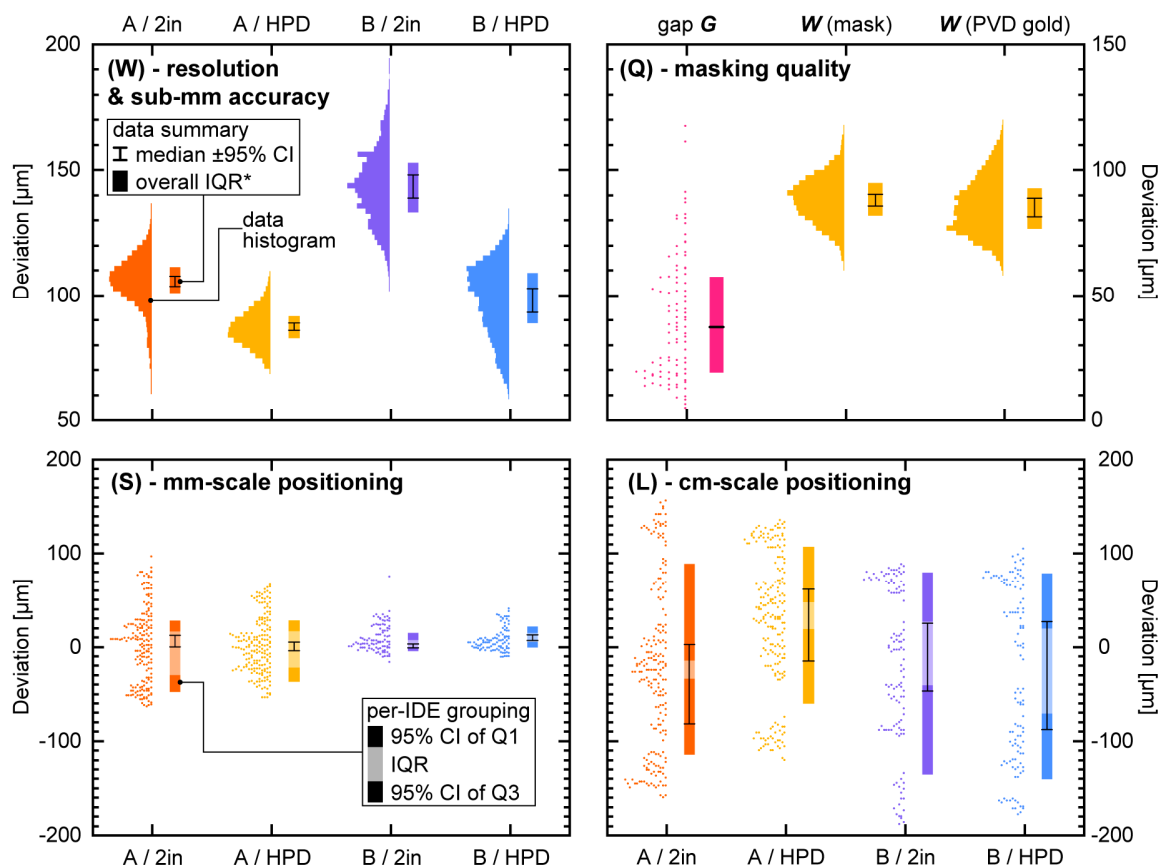 A / 2in A / HPD B / 2in B / HPD
gap G W (mask) W (PVD gold)
200
150
100
50
Deviation [µm]
(W) - resolution
& sub-mm accuracy
data summary
median ±95% CI
overall IQR*
data
histogram
(Q) - masking quality
150
100
50
0
Deviation [µm]
200
100
0
-100
-200
Deviation [µm]
(S) - mm-scale positioning
per-IDE grouping
95% CI of Q1
IQR
95% CI of Q3
A / 2in A / HPD B / 2in B / HPD
(L) - cm-scale positioning
200
100
0
-100
-200
Deviation [µm]
A / 2in A / HPD B / 2in B / HPD